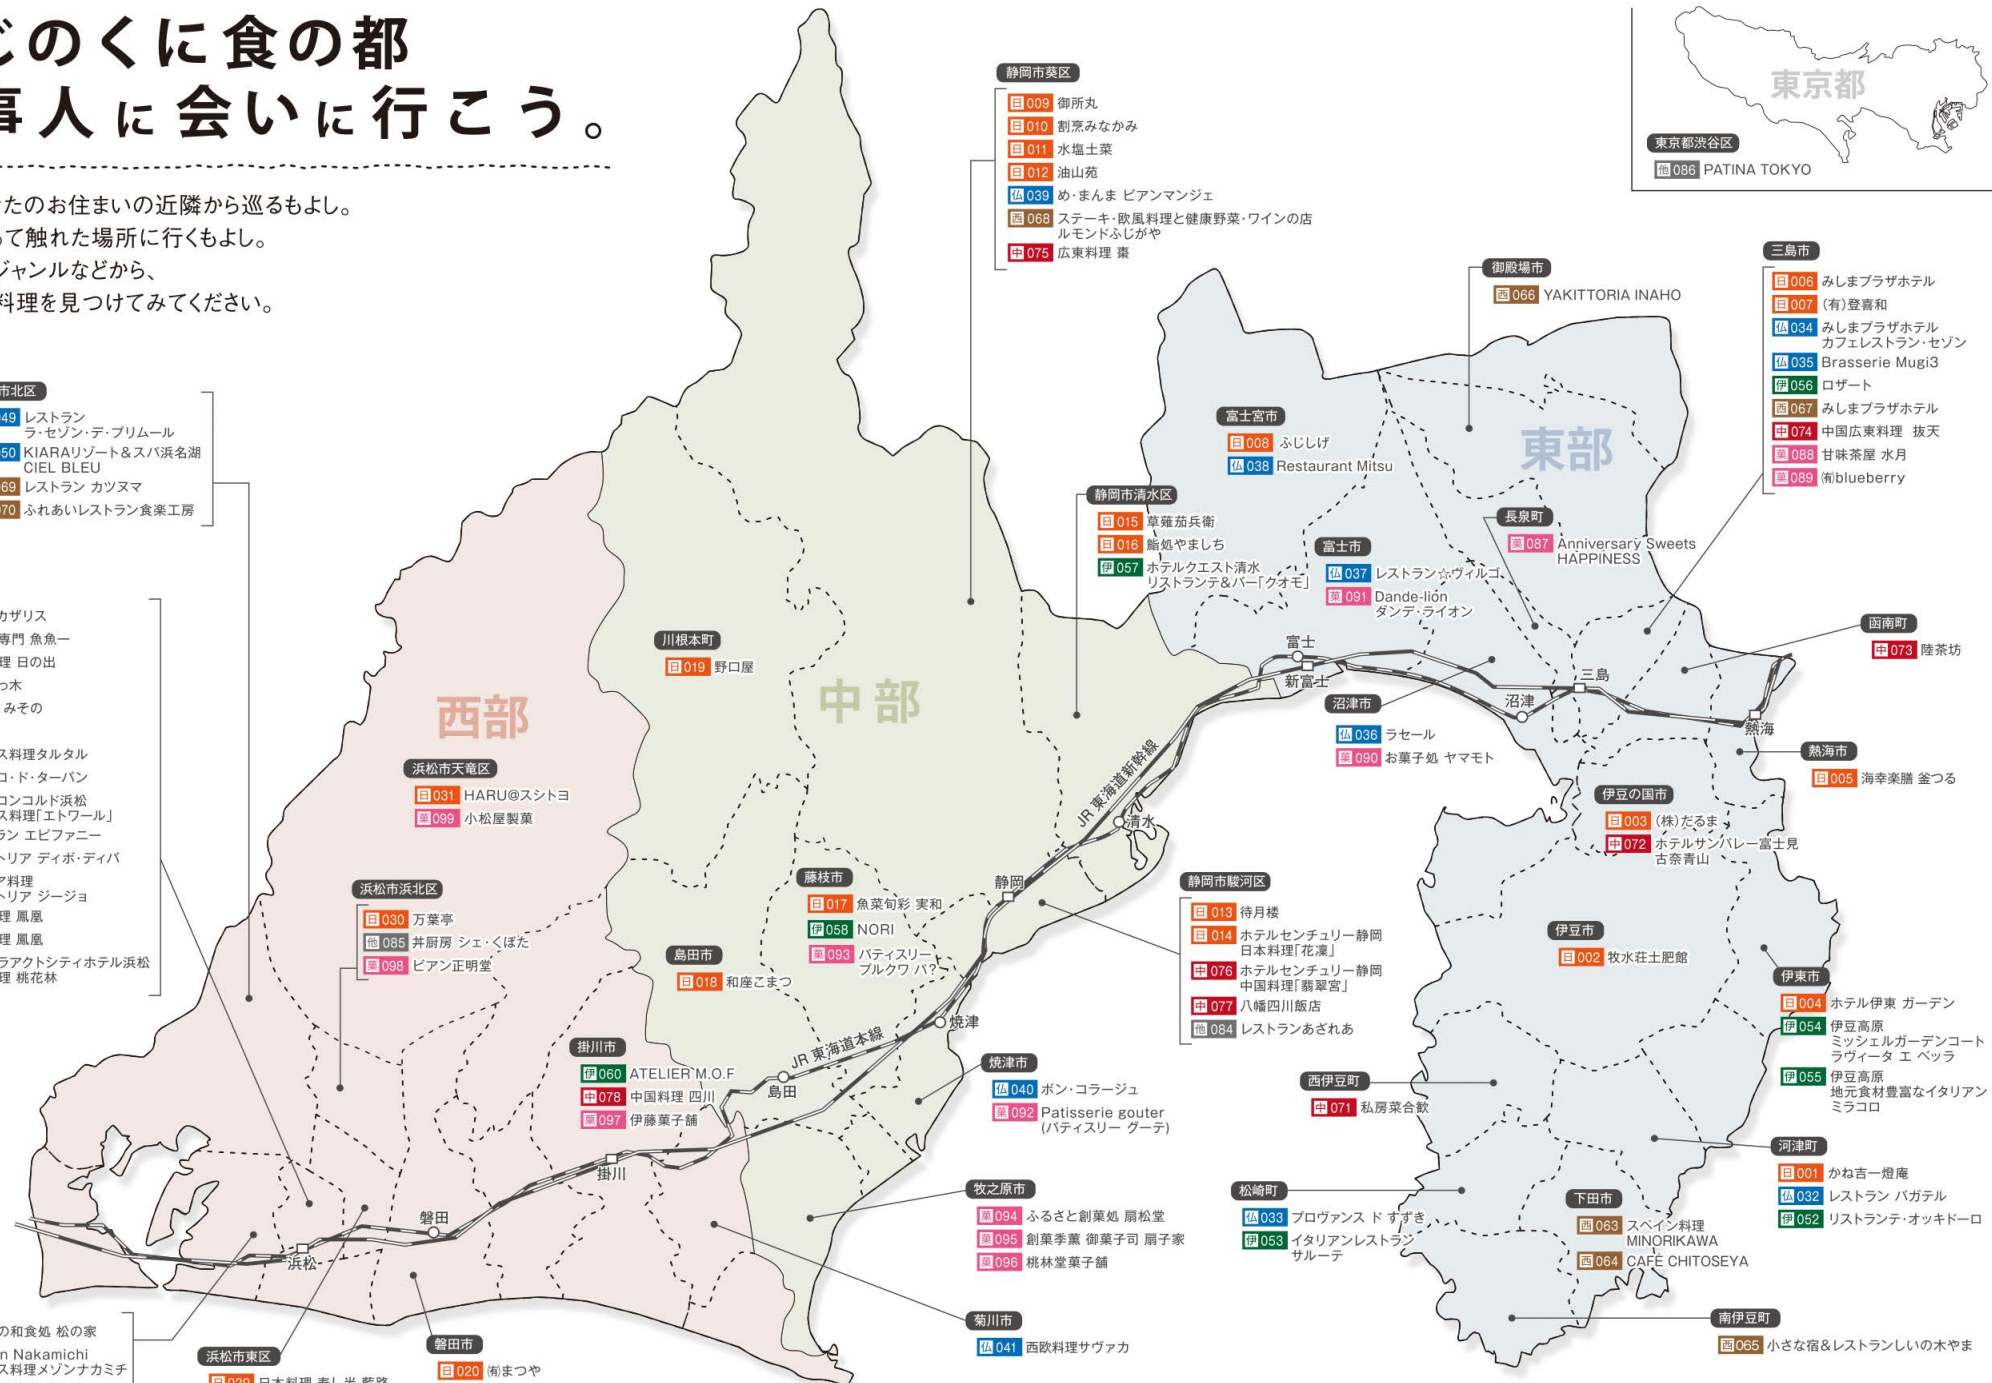 じのくに食の都
事人に会いに行こう。
たのお住まいの近隣から巡るもよし。
って触れた場所に行くもよし。
ジャンルなどから、
料理を見つけてみてください。
東京都
東京都渋谷区
他 086 PATINA TOKYO
静岡市葵区
日 009 御所丸
日 010 割烹みなかみ
日 011 水塩土菜
日 012 油山苑
仏 039 め・まんま ビアンマンジェ
西 068 ステーキ・欧風料理と健康野菜・ワインの店
ルモンドふじがや
中 075 広東料理 棗
御殿場市
西 066 YAKITTORIA INAHO
三島市
日 006 みしまプラザホテル
日 007 (有)登喜和
仏 034 みしまプラザホテル
カフェレストラン・セゾン
仏 035 Brasserie Mugi3
伊 056 ロザート
西 067 みしまプラザホテル
中 074 中国広東料理 抜天
菓 088 甘味茶屋 水月
菓 089 ㈲blueberry
市北区
49 レストラン
ラ・セゾン・デ・プリムール
50 KIARAリゾート&スパ浜名湖
CIEL BLEU
69 レストラン カツヌマ
70 ふれあいレストラン食楽工房
富士宮市
日 008 ふじしげ
仏 038 Restaurant Mitsu
東部
静岡市清水区
日 015 草薙茄兵衛
日 016 鮨処やましち
伊 057 ホテルクエスト清水
リストランテ&バー「クオモ」
長泉町
菓 087 Anniversary Sweets
HAPPINESS
富士市
仏 037 レストラン☆ヴィルゴ
菓 091 Dande-lión
ダンデ・ライオン
函南町
中 073 陸茶坊
カザリス
専門 魚魚一
理 日の出
つ木
みその
ス料理タルタル
コ・ド・ターバン
コンコルド浜松
ス料理「エトワール」
ラン エピファニー
トリア ディボ・ディバ
ア料理
トリア ジージョ
理 鳳凰
理 鳳凰
ラアクトシティホテル浜松
理 桃花林
川根本町
日 019 野口屋
中部
西部
富士
新富士
三島
沼津
熱海
沼津市
仏 036 ラセール
菓 090 お菓子処 ヤマモト
熱海市
日 005 海幸楽膳 釜つる
浜松市天竜区
日 031 HARU@スシトヨ
菓 099 小松屋製菓
JR 東海道新幹線
清水
伊豆の国市
日 003 (株)だるま
中 072 ホテルサンバレー富士見
古奈青山
浜松市浜北区
日 030 万葉亭
他 085 丼厨房 シェ・くぼた
菓 098 ビアン正明堂
藤枝市
日 017 魚菜旬彩 実和
伊 058 NORI
菓 093 パティスリー
ブルクワ パ?
静岡
静岡市駿河区
日 013 待月楼
日 014 ホテルセンチュリー静岡
日本料理「花凜」
中 076 ホテルセンチュリー静岡
中国料理「翡翠宮」
中 077 八幡四川飯店
他 084 レストランあざれあ
島田市
日 018 和座こまつ
伊豆市
日 002 牧水荘土肥館
伊東市
日 004 ホテル伊東 ガーデン
伊 054 伊豆高原
ミッシェルガーデンコート
ラヴィータ エ ベッラ
伊 055 伊豆高原
地元食材豊富なイタリアン
ミラコロ
焼津
JR 東海道本線
島田
掛川市
伊 060 ATELIER M.O.F
中 078 中国料理 四川
菓 097 伊藤菓子舗
焼津市
仏 040 ボン・コラージュ
菓 092 Patisserie gouter
(パティスリー グーテ)
西伊豆町
中 071 私房菜合歓
河津町
日 001 かね吉一燈庵
仏 032 レストラン バガテル
伊 052 リストランテ・オッキドーロ
掛川
牧之原市
菓 094 ふるさと創菓処 扇松堂
菓 095 創菓季薫 御菓子司 扇子家
菓 096 桃林堂菓子舗
松崎町
仏 033 プロヴァンス ド すずき
伊 053 イタリアンレストラン
サルーテ
下田市
西 063 スペイン料理
MINORIKAWA
西 064 CAFÉ CHITOSEYA
磐田
浜松
菊川市
仏 041 西欧料理サヴァカ
南伊豆町
西 065 小さな宿&レストランしいの木やま
の和食処 松の家
n Nakamichi
ス料理メゾンナカミチ
浜松市東区
日 029 日本料理 寿し半 藍路
磐田市
日 020 ㈲まつや